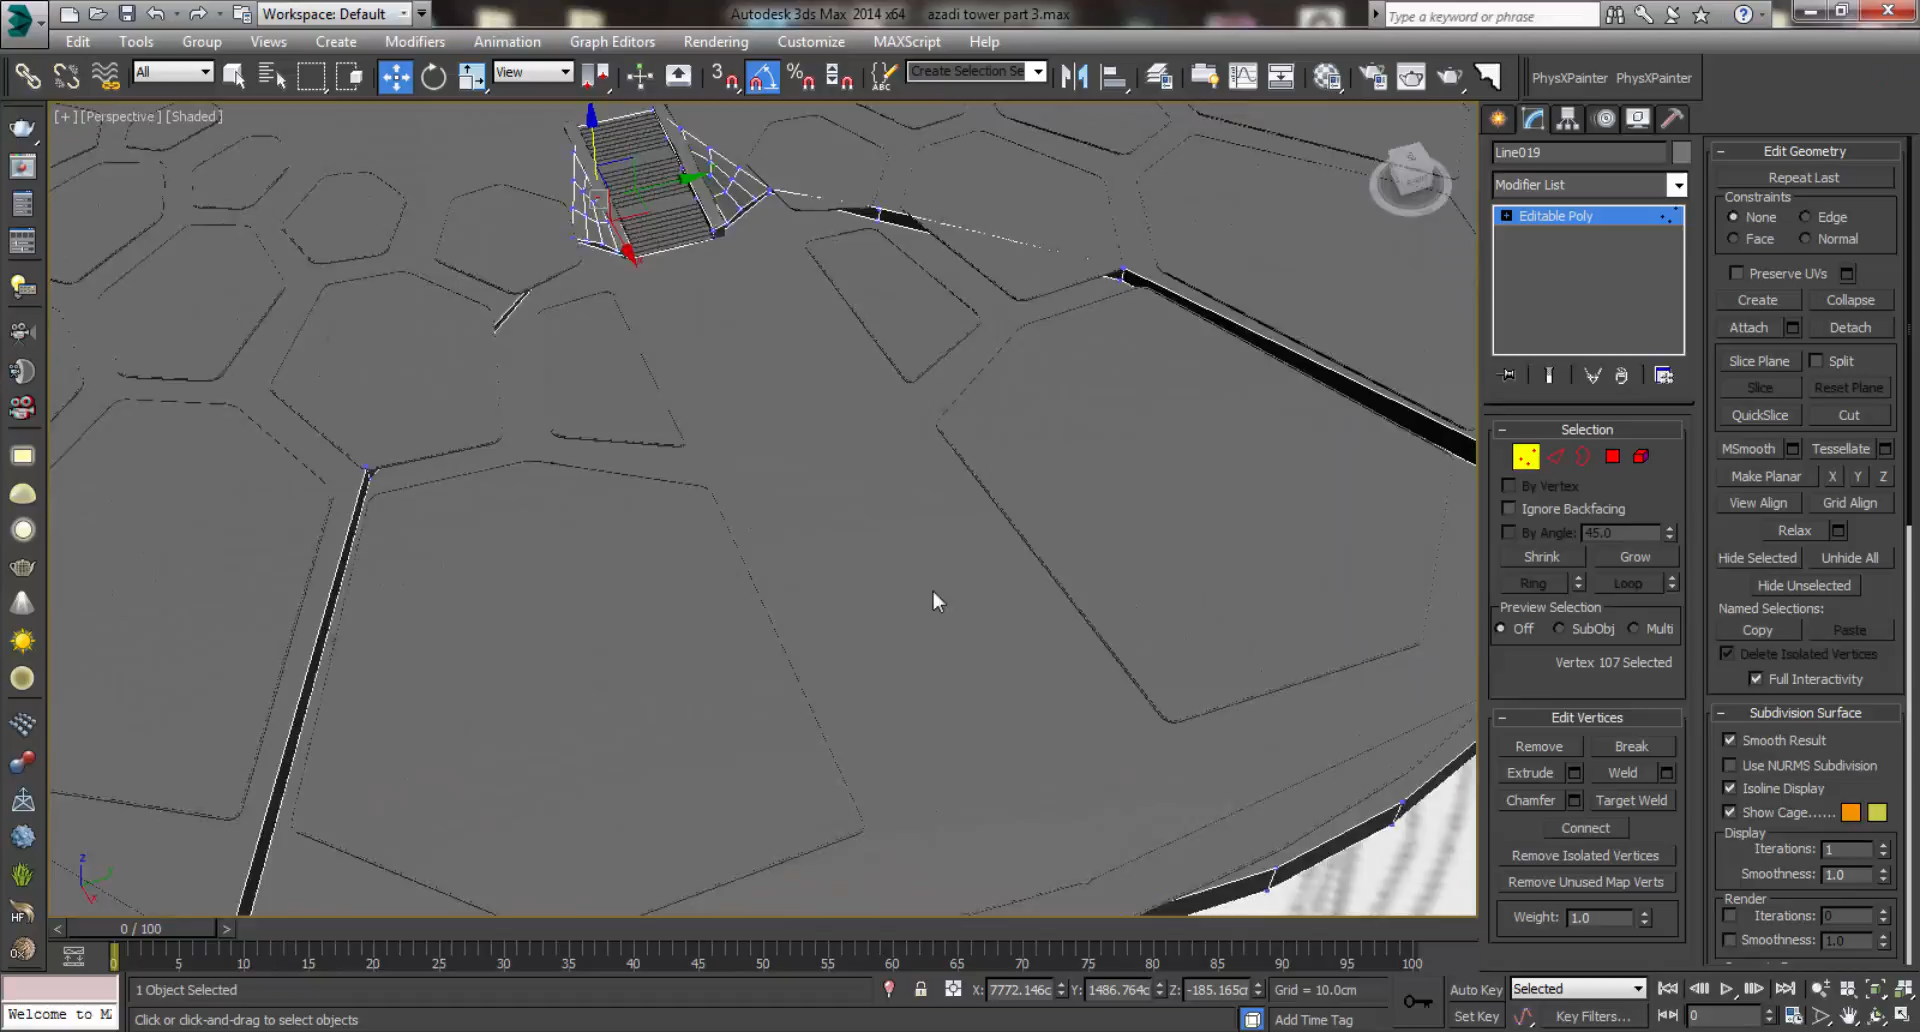 Workspace: Default
Autodesk 3ds Max 2014 x64 azadi tower part 3.max
Type a keyword or phrase
Edit Tools Group Views Create Modifiers Animation Graph Editors Rendering Customize MAXScript Help
All
View
3
Create Selection Se
ABC
PhysXPainter PhysXPainter
[+] [Perspective ] [Shaded ]
Line019
Modifier List
Editable Poly
Selection
By Vertex
Ignore Backfacing
By Angle: 45.0
Shrink Grow
Ring Loop
Preview Selection
Off SubObj Multi
Vertex 107 Selected
Edit Vertices
Remove Break
Extrude Weld
Chamfer Target Weld
Connect
Remove Isolated Vertices
Remove Unused Map Verts
Weight: 1.0
Edit Geometry
Repeat Last
Constraints
None Edge
Face Normal
Preserve UVs
Create Collapse
Attach Detach
Slice Plane Split
Slice Reset Plane
QuickSlice Cut
MSmooth Tessellate
Make Planar X Y Z
View Align Grid Align
Relax
Hide Selected Unhide All
Hide Unselected
Named Selections:
Copy Paste
Delete Isolated Vertices
Full Interactivity
Subdivision Surface
Smooth Result
Use NURMS Subdivision
Isoline Display
Show Cage......
Display
Iterations: 1
Smoothness: 1.0
Render
Iterations: 0
Smoothness: 1.0
HF
z
< 0 / 100 >
0 5 10 15 20 25 30 35 40 45 50 55 60 65 70 75 80 85 90 95 100
1 Object Selected
X: 7772.146c Y: 1486.764c Z: -185.165cr Grid = 10.0cm
Auto Key Selected
Welcome to M
Click or click-and-drag to select objects
Add Time Tag
Set Key Key Filters... 0